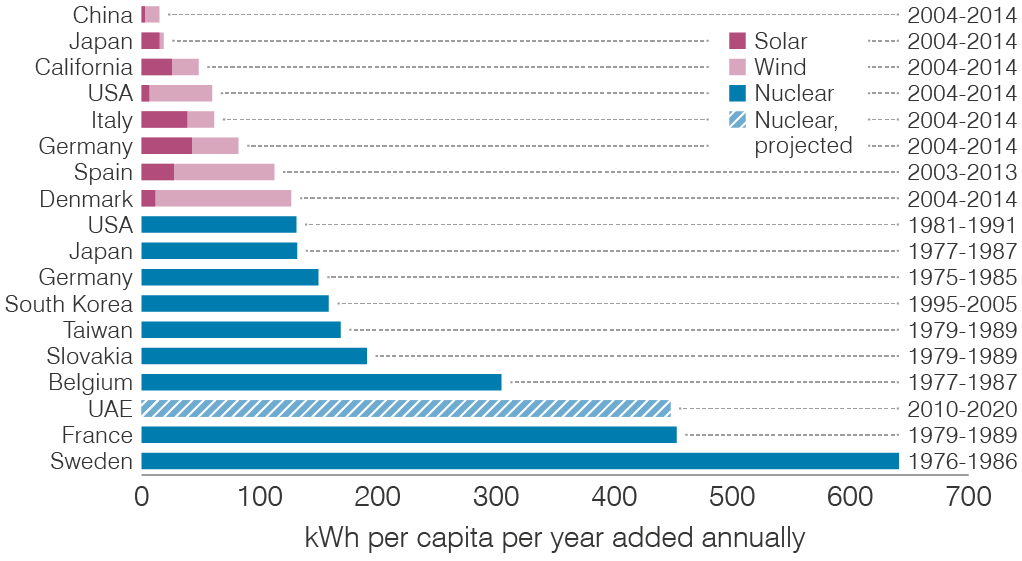 China 2004-2014
Japan 2004-2014
Solar
California 2004-2014
Wind
USA 2004-2014
Nuclear
Italy 2004-2014
Nuclear,
projected
Germany 2004-2014
Spain 2003-2013
Denmark 2004-2014
USA 1981-1991
Japan 1977-1987
Germany 1975-1985
South Korea 1995-2005
Taiwan 1979-1989
Slovakia 1979-1989
Belgium 1977-1987
UAE 2010-2020
France 1979-1989
Sweden 1976-1986
0 100 200 300 400 500 600 700
kWh per capita per year added annually